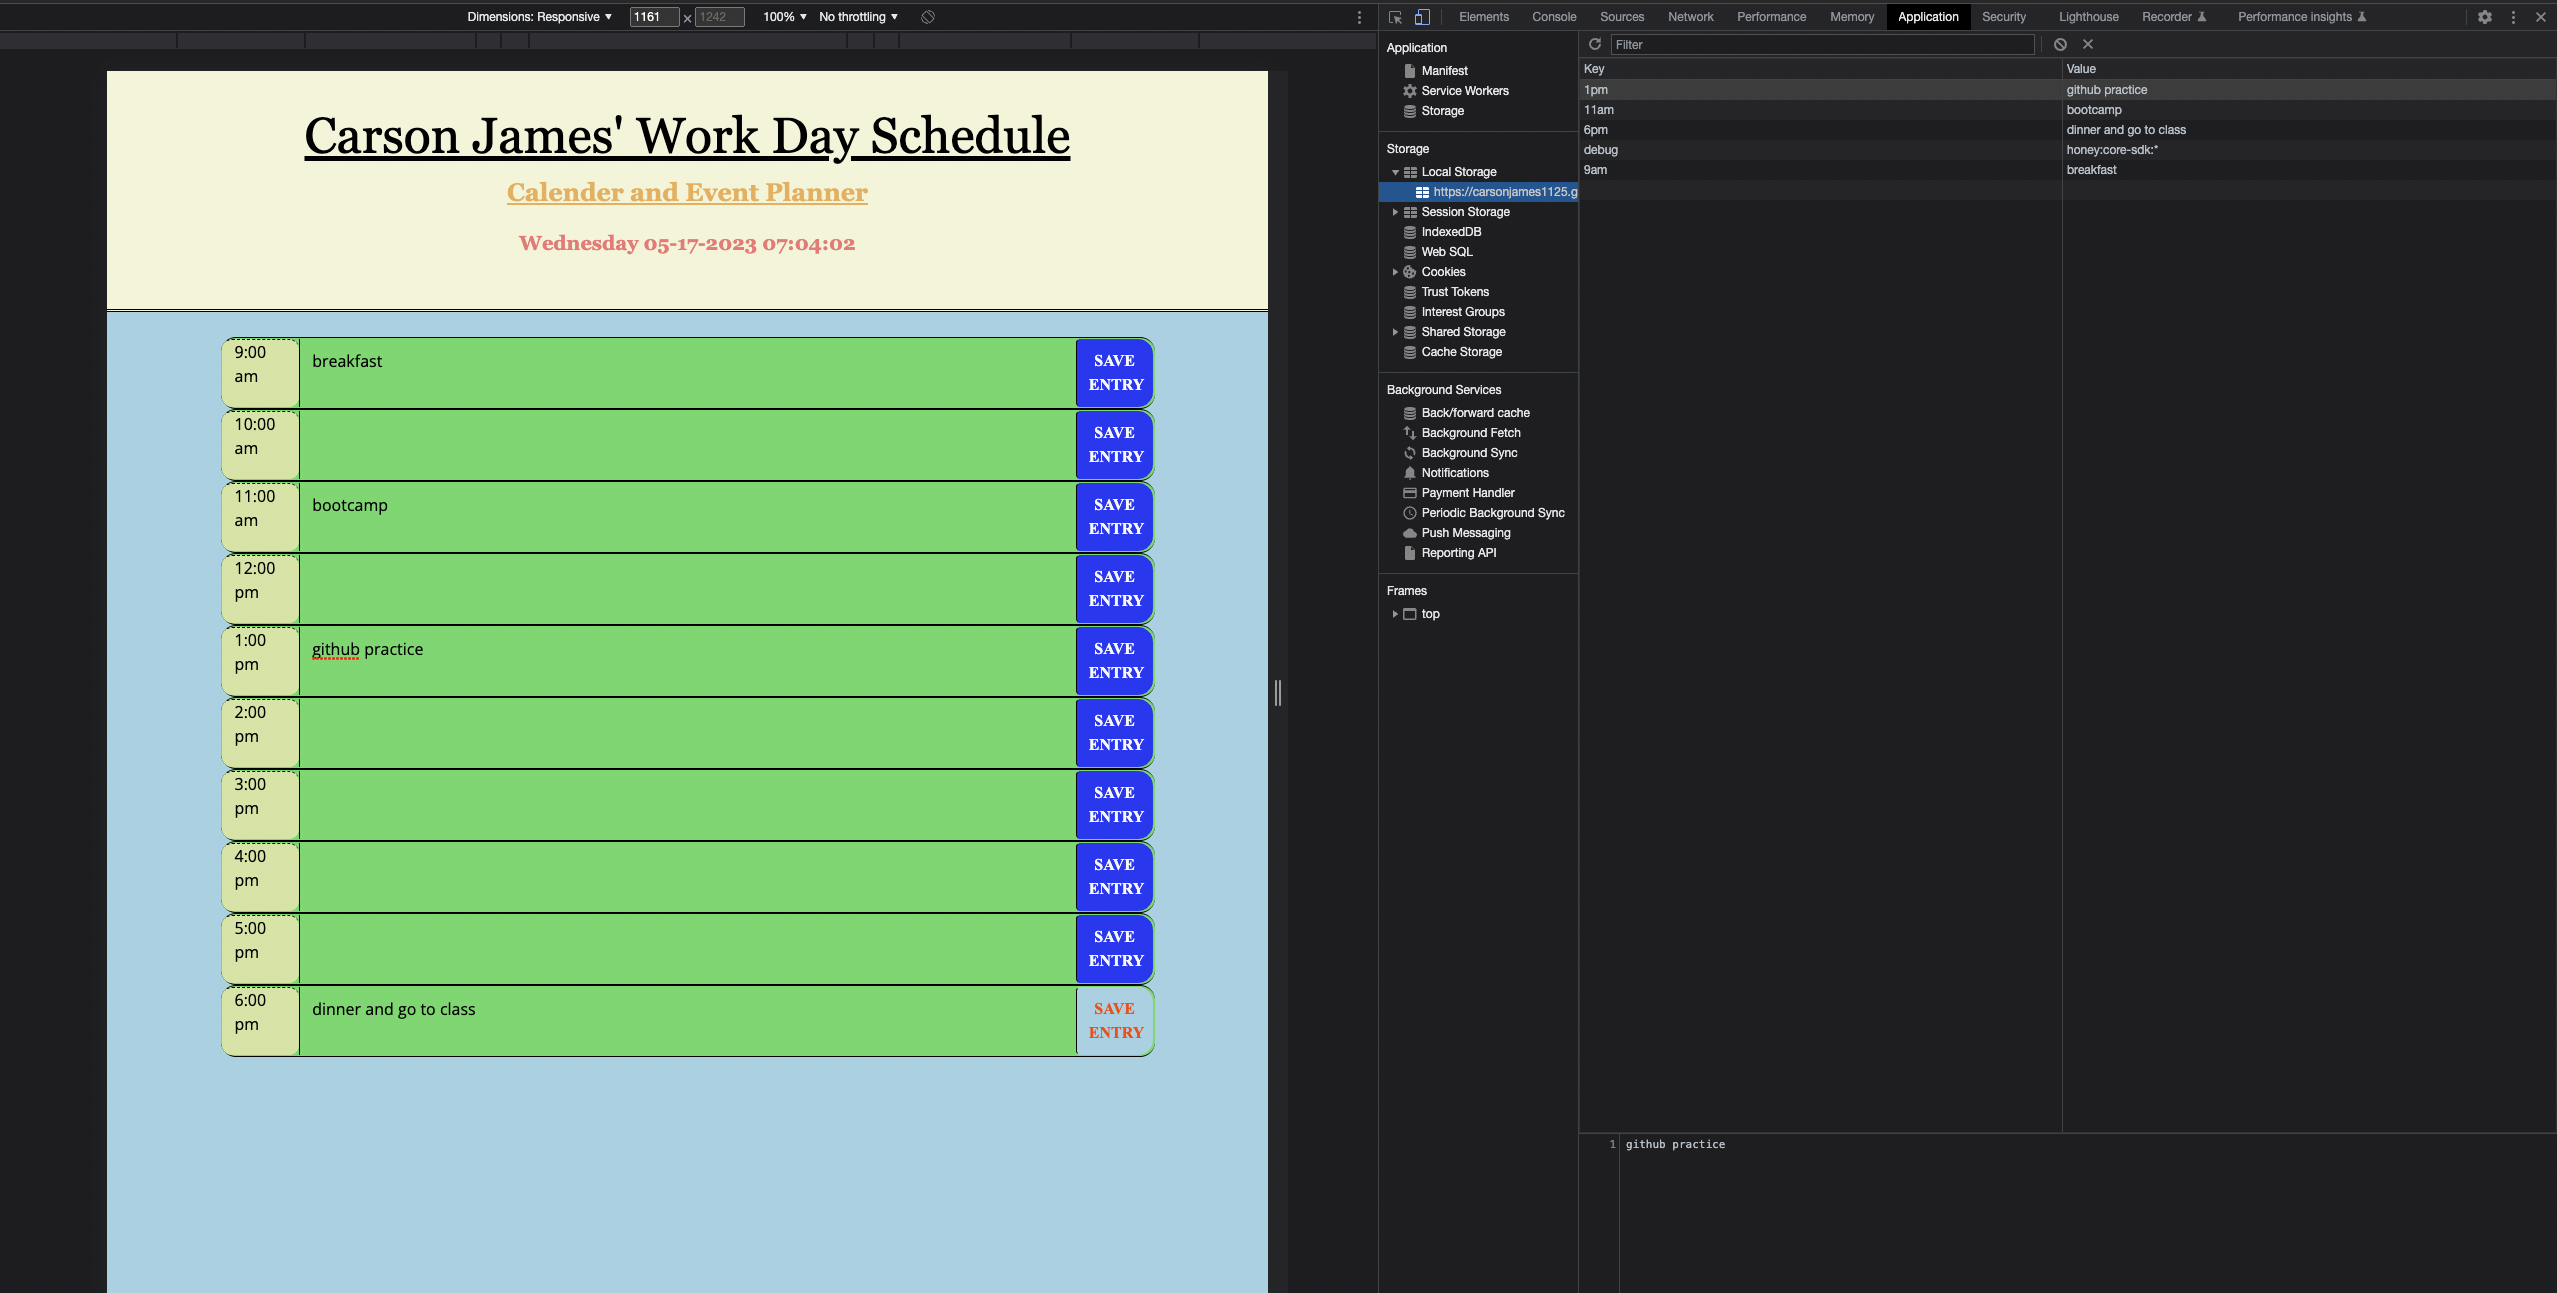 Dimensions: Responsive ▼ 1161 × 1242 100% ▼ No throttling ▼
Elements Console Sources Network Performance Memory Application Security Lighthouse Recorder Performance insights
Carson James' Work Day Schedule
Calender and Event Planner
Wednesday 05-17-2023 07:04:02
9:00
am
breakfast
SAVE
ENTRY
10:00
am
SAVE
ENTRY
11:00
am
bootcamp
SAVE
ENTRY
12:00
pm
SAVE
ENTRY
1:00
pm
github practice
SAVE
ENTRY
2:00
pm
SAVE
ENTRY
3:00
pm
SAVE
ENTRY
4:00
pm
SAVE
ENTRY
5:00
pm
SAVE
ENTRY
6:00
pm
dinner and go to class
SAVE
ENTRY
Application
Manifest
Service Workers
Storage
Storage
Local Storage
https://carsonjames1125.g
Session Storage
IndexedDB
Web SQL
Cookies
Trust Tokens
Interest Groups
Shared Storage
Cache Storage
Background Services
Back/forward cache
Background Fetch
Background Sync
Notifications
Payment Handler
Periodic Background Sync
Push Messaging
Reporting API
Frames
top
Filter
Key Value
1pm github practice
11am bootcamp
6pm dinner and go to class
debug honey:core-sdk:*
9am breakfast
1 github practice